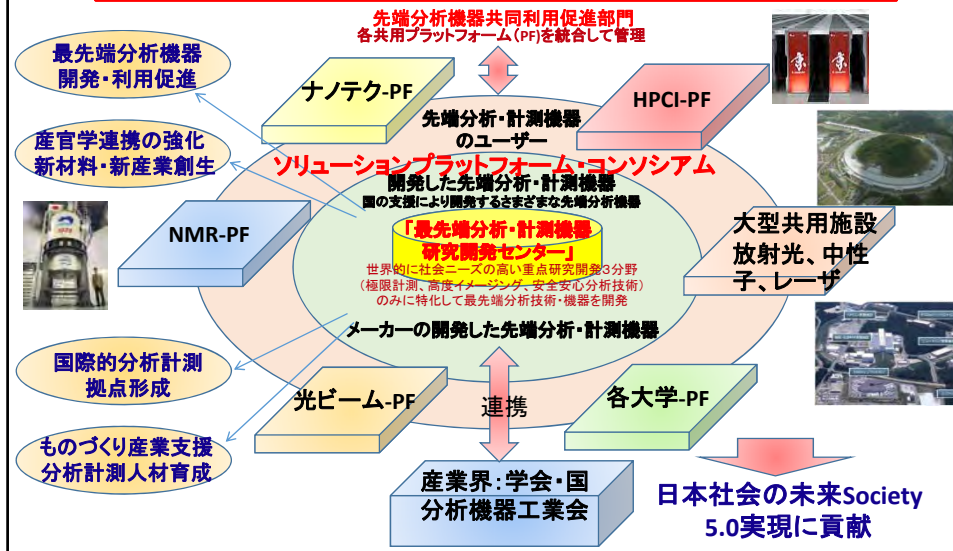 先端分析機器共同利用促進部門
各共用プラットフォーム（PF)を統合して管理
最先端分析機器
開発・利用促進
ナノテク-PF
HPCI-PF
京
京
先端分析・計測機器
のユーザー
産官学連携の強化
新材料・新産業創生
ソリューションプラットフォーム・コンソシアム
開発した先端分析・計測機器
国の支援により開発するさまざまな先端分析機器
NMR-PF
「最先端分析・計測機器
研究開発センター」
大型共用施設
放射光、中性
子、レーザ
世界的に社会ニーズの高い重点研究開発３分野
（極限計測、高度イメージング、安全安心分析技術）
のみに特化して最先端分析技術・機器を開発
メーカーの開発した先端分析・計測機器
国際的分析計測
拠点形成
光ビーム-PF
連携
各大学-PF
ものづくり産業支援
分析計測人材育成
産業界：学会・国
分析機器工業会
日本社会の未来Society
5.0実現に貢献